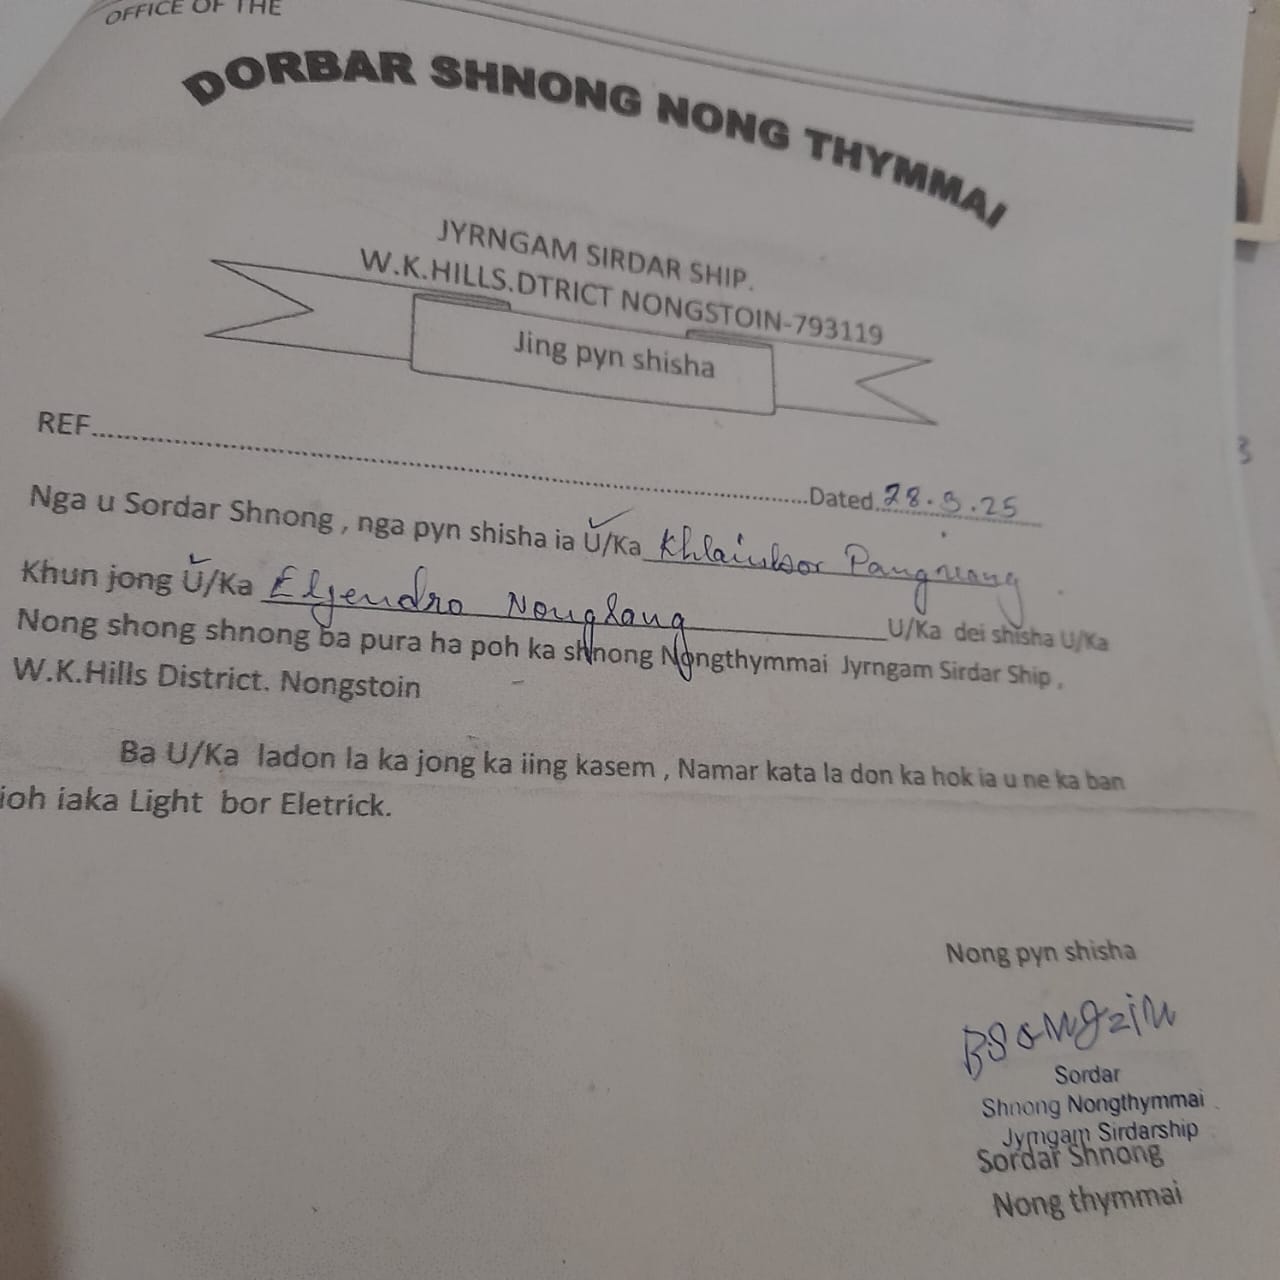 OFFICE OF THE
DORBAR SHNONG NONG THYMMAI
JYRNGAM SIRDAR SHIP.
W.K.HILLS.DTRICT NONGSTOIN-793119
Jing pyn shisha
REF.....................................................Dated 28.3.25
Nga u Sordar Shnong , nga pyn shisha ia U/Ka Khlainbor Pangniang
Khun jong U/Ka Eljendro Nonglang U/Ka dei shisha U/Ka
Nong shong shnong ba pura ha poh ka shnong Nongthymmai Jyrngam Sirdar Ship ,
W.K.Hills District. Nongstoin
Ba U/Ka ladon la ka jong ka iing kasem , Namar kata la don ka hok ia u ne ka ban
ioh iaka Light bor Eletrick.
Nong pyn shisha
Sordar
Shnong Nongthymmai
Jyrngam Sirdarship
Sordar Shnong
Nong thymmai